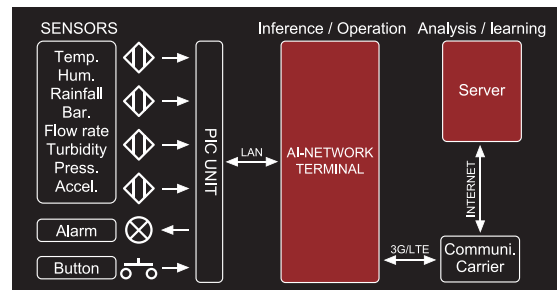 SENSORS
Temp.
Hum.
Rainfall
Bar.
Flow rate
Turbidity
Press.
Accel.
Alarm
Button
PIC UNIT
LAN
Inference / Operation
AI-NETWORK
TERMINAL
3G/LTE
Analysis / learning
Server
INTERNET
Communi.
Carrier